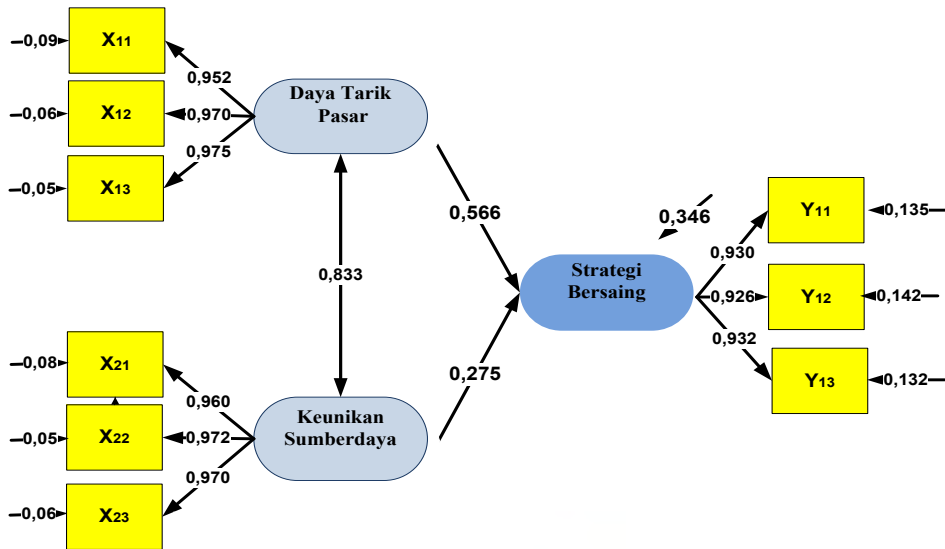 0,09
X11
0,952
Daya Tarik
Pasar
0,06
X12
0,970
0,975
0,05
X13
0,566
0,833
0,346
Y11
0,135
0,930
Strategi
Bersaing
0,926
Y12
0,142
0,932
Y13
0,132
0,275
0,08
X21
0,960
Keunikan
Sumberdaya
0,05
X22
0,972
0,970
0,06
X23